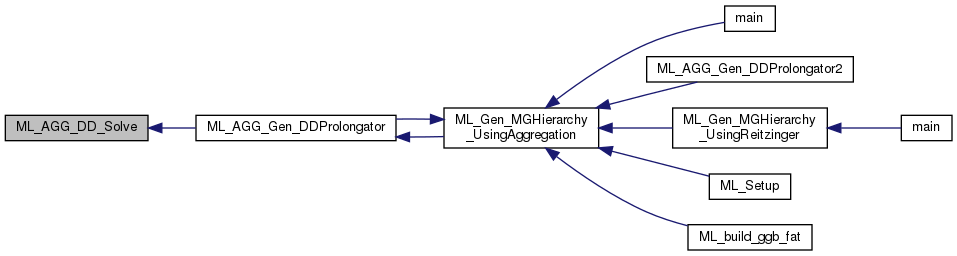 main
ML_AGG_Gen_DDProlongator2
ML_AGG_DD_Solve
ML_AGG_Gen_DDProlongator
ML_Gen_MGHierarchy
_UsingAggregation
ML_Gen_MGHierarchy
_UsingReitzinger
main
ML_Setup
ML_build_ggb_fat